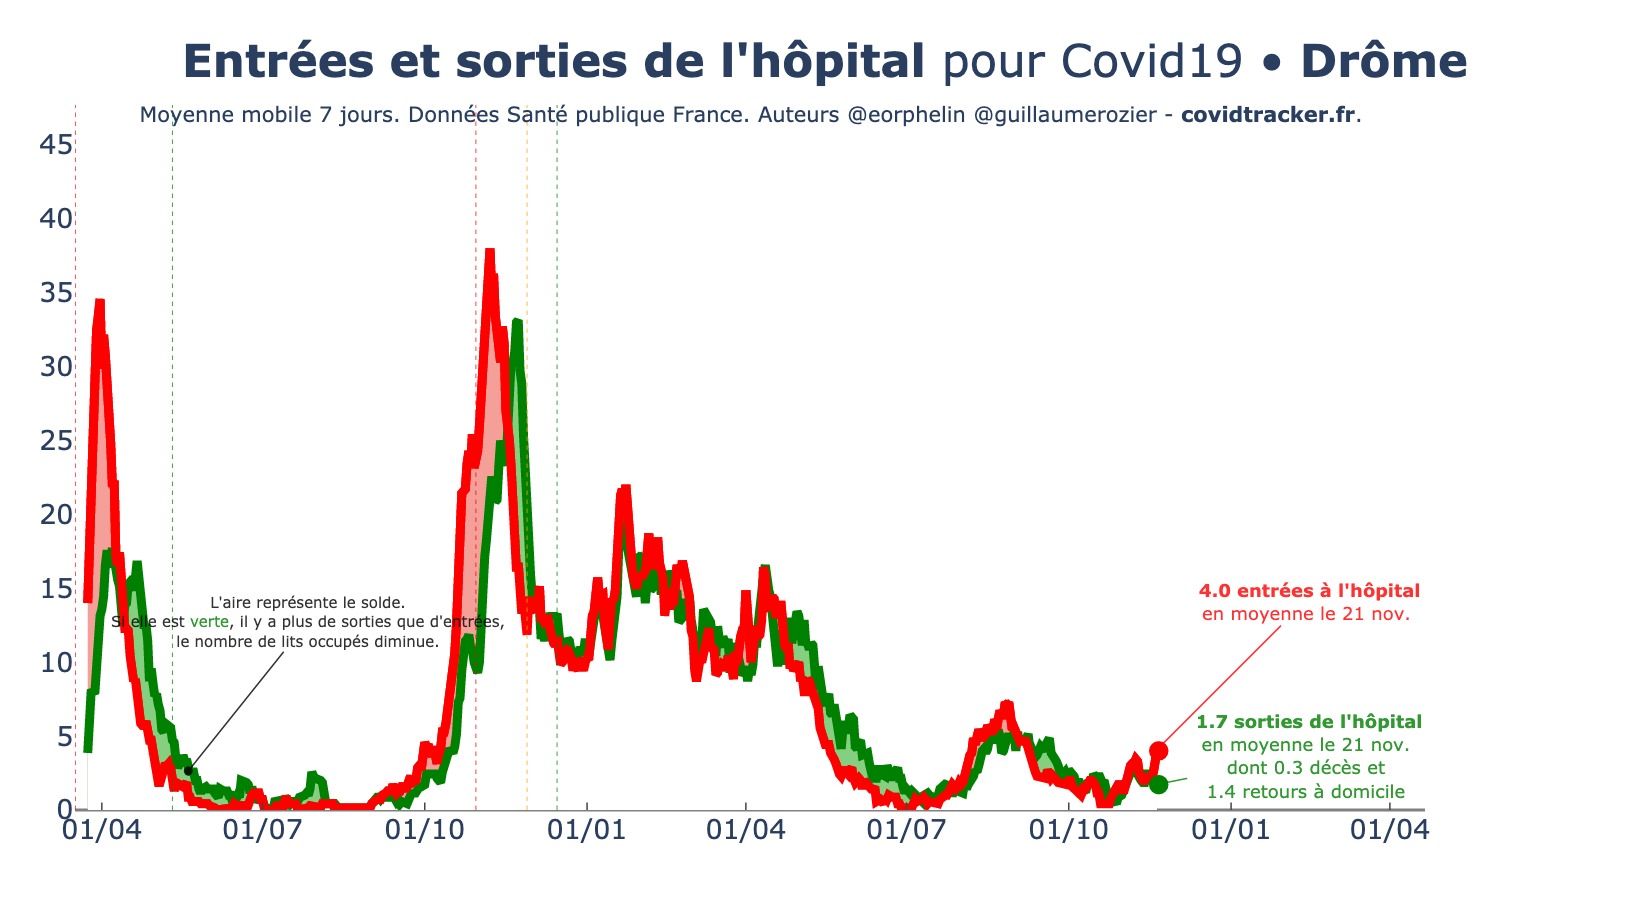 Entrées et sorties de l'hôpital pour Covid19 • Drôme
Moyenne mobile 7 jours. Données Santé publique France. Auteurs @eorphelin @guillaumerozier - covidtracker.fr.
45
40
35
30
25
20
15
10
5
0
L'aire représente le solde.
Si elle est verte, il y a plus de sorties que d'entrées,
le nombre de lits occupés diminue.
4.0 entrées à l'hôpital
en moyenne le 21 nov.
1.7 sorties de l'hôpital
en moyenne le 21 nov.
dont 0.3 décès et
1.4 retours à domicile
01/04 01/07 01/10 01/01 01/04 01/07 01/10 01/01 01/04